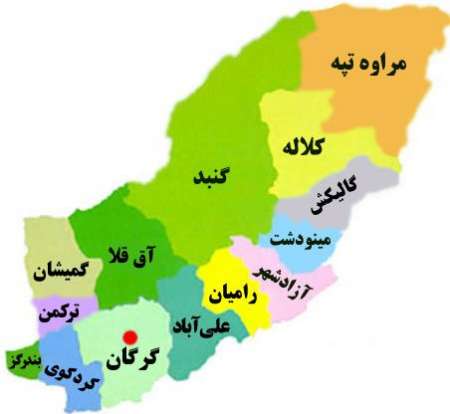 مراوه تپه
کلاله
گنبد
گالیکش
مینودشت
آق قلا
آزادشهر
کمیشان
رامیان
ترکمن
علی‌آباد
گرگان
بندرگز
کردکوی